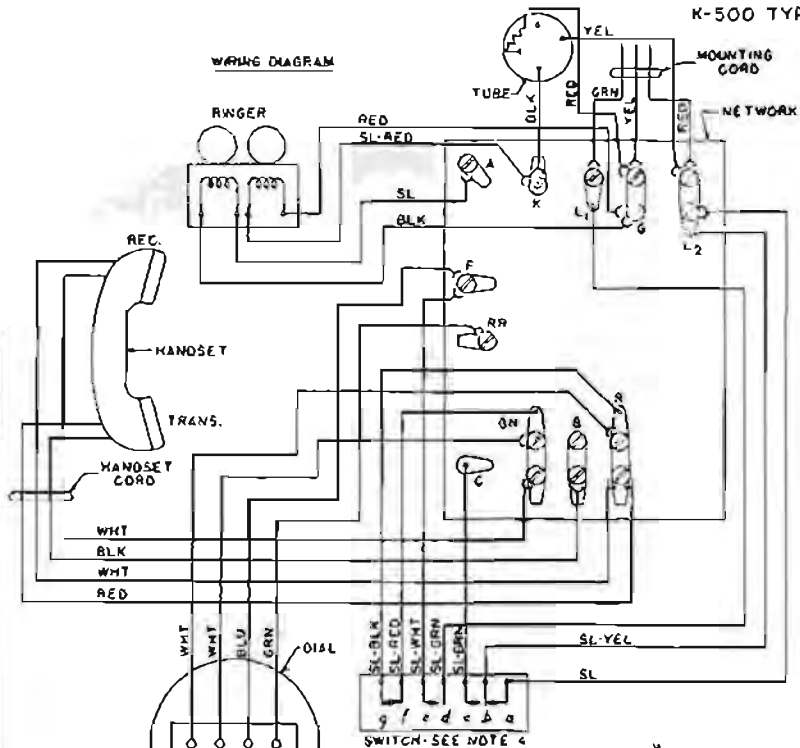 K-500 TYP
YEL
WIRING DIAGRAM
MOUNTING
CORD
TUBE
BLK
RED
GRN
YEL
RED
NETWORK
RINGER
RED
SL-RED
A
K
SL
BLK
L1
G
L2
REC.
F
RR
HANDSET
TRANS.
R
GN
B
C
HANDSET
CORD
WHT
BLK
WHT
RED
WHT
WHT
BLU
GRN
DIAL
SL-BLK
SL-RED
SL-WHT
SL-GRN
SL-BRN
SL-YEL
SL
g f e d c b a
SWITCH-SEE NOTE 4